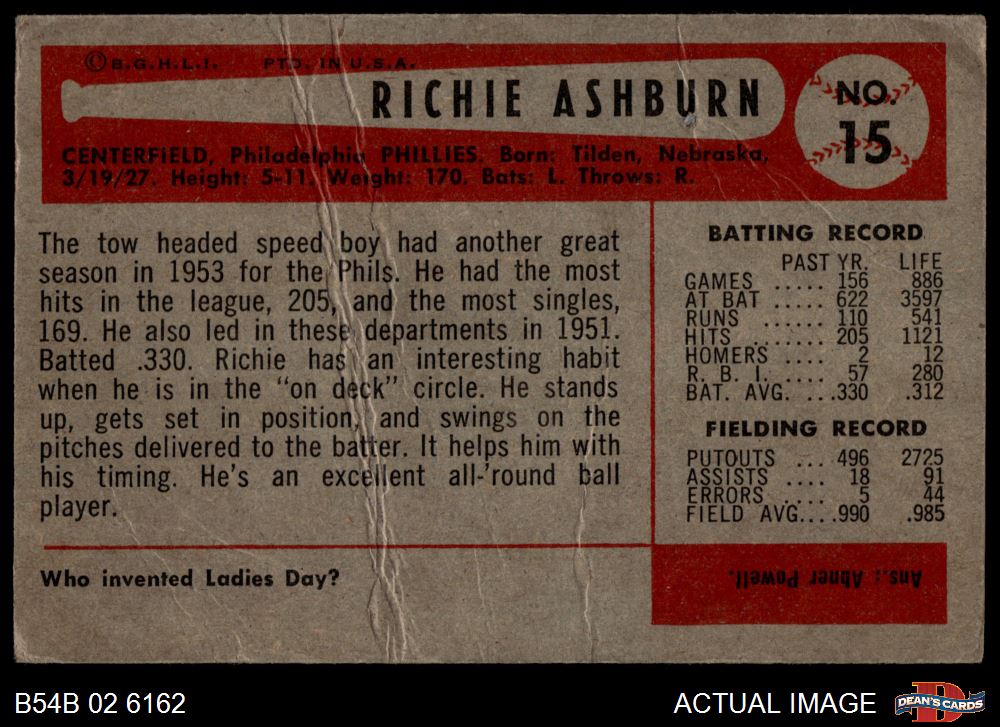 © B.G.H.L.I. PTD. IN U.S.A.
RICHIE ASHBURN
NO.
15
CENTERFIELD, Philadelphia PHILLIES. Born: Tilden, Nebraska,
3/19/27. Height: 5-11. Weight: 170. Bats: L. Throws: R.
The tow headed speed boy had another great
season in 1953 for the Phils. He had the most
hits in the league, 205, and the most singles,
169. He also led in these departments in 1951.
Batted .330. Richie has an interesting habit
when he is in the “on deck” circle. He stands
up, gets set in position, and swings on the
pitches delivered to the batter. It helps him with
his timing. He's an excellent all-'round ball
player.
Who invented Ladies Day?
BATTING RECORD
PAST YR. LIFE
GAMES ..... 156 886
AT BAT ..... 622 3597
RUNS ...... 110 541
HITS ....... 205 1121
HOMERS .... 2 12
R. B. I. ..... 57 280
BAT. AVG. ...330 .312
FIELDING RECORD
PUTOUTS ... 496 2725
ASSISTS .... 18 91
ERRORS .... 5 44
FIELD AVG....990 .985
Ans.: Abner Powell.
B54B 02 6162
ACTUAL IMAGE
D
DEAN'S CARDS